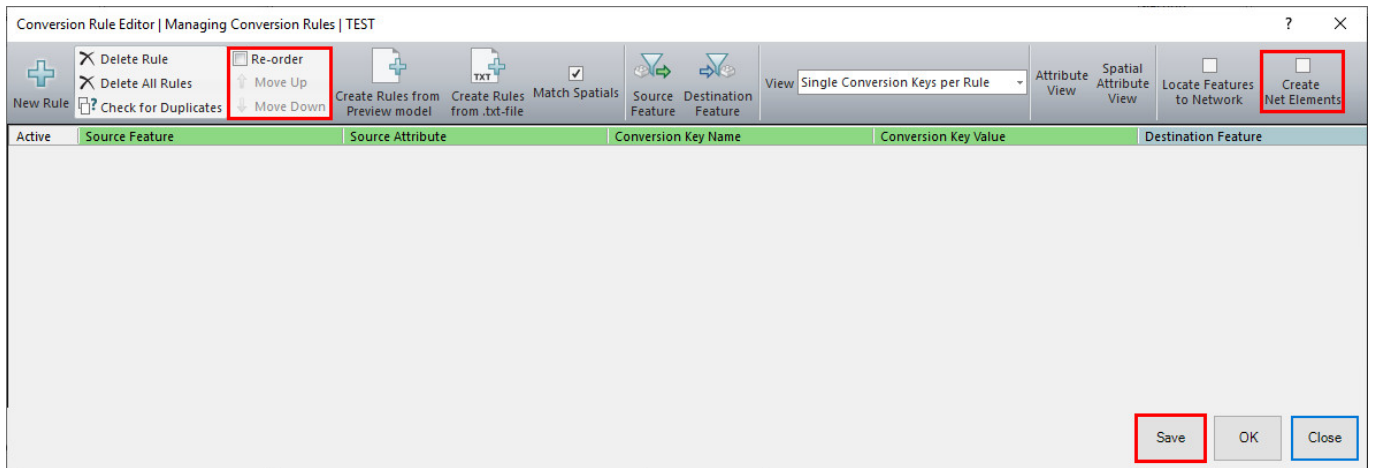 Conversion Rule Editor | Managing Conversion Rules | TEST
?
New Rule
Delete Rule
Delete All Rules
Check for Duplicates
Re-order
Move Up
Move Down
Create Rules from
Preview model
TXT
Create Rules
from .txt-file
Match Spatials
Source
Feature
Destination
Feature
View Single Conversion Keys per Rule
Attribute
View
Spatial
Attribute
View
Locate Features
to Network
Create
Net Elements
Active Source Feature Source Attribute Conversion Key Name Conversion Key Value Destination Feature
Save OK Close